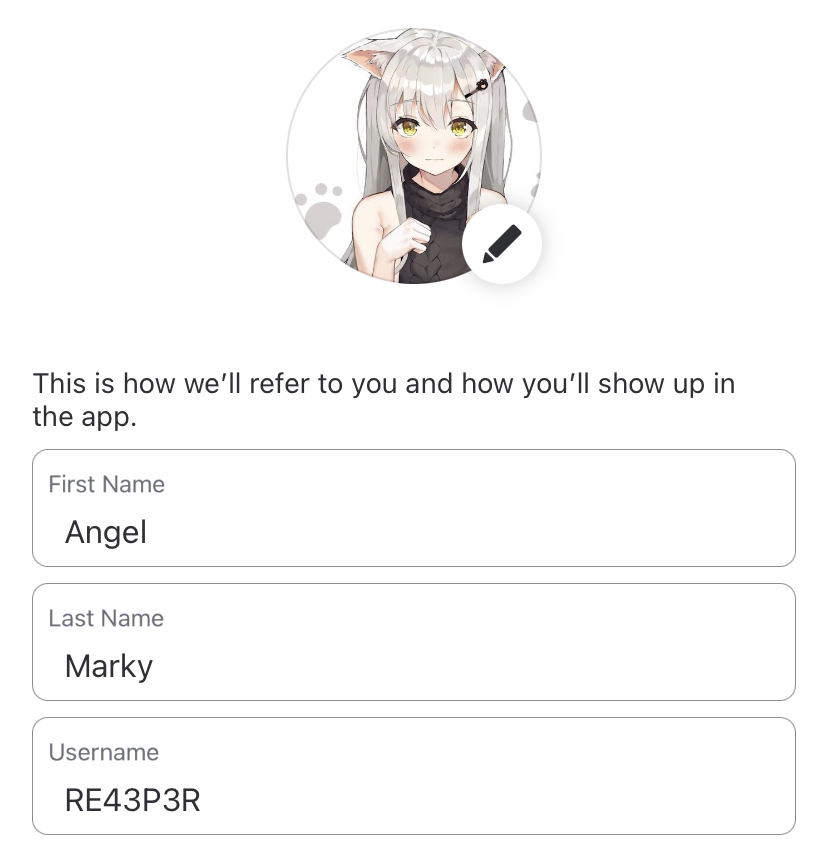 This is how we’ll refer to you and how you’ll show up in
the app.
First Name
Angel
Last Name
Marky
Username
RE43P3R